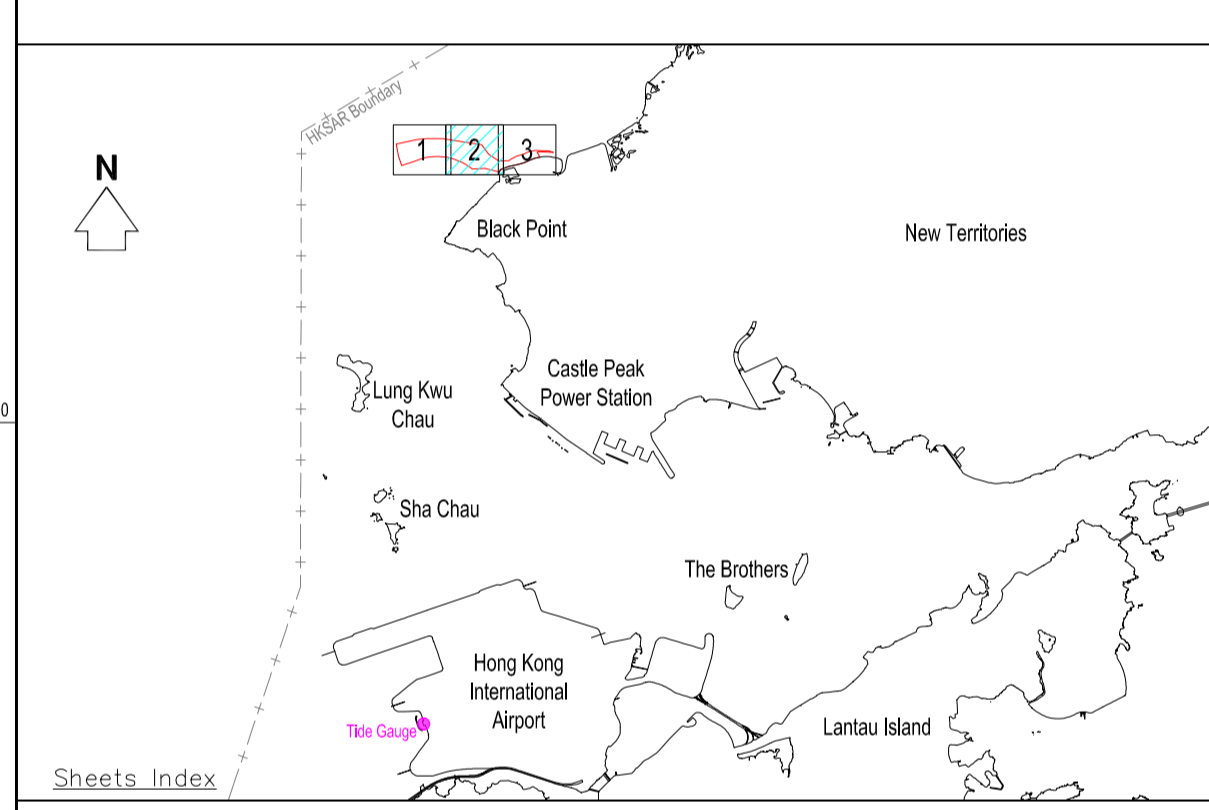 HKSAR Boundary
1 2 3
N
Black Point
New Territories
Castle Peak
Power Station
Lung Kwu
Chau
0
Sha Chau
The Brothers
Hong Kong
International
Airport
Tide Gauge
Lantau Island
Sheets Index